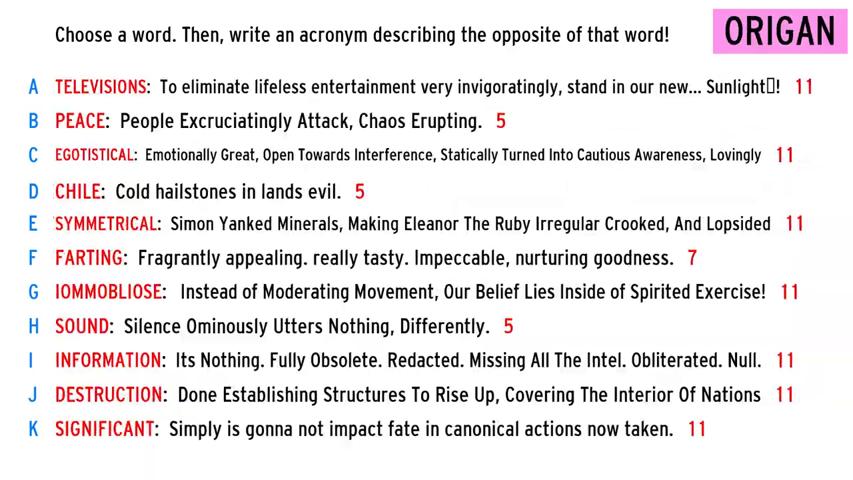 Choose a word. Then, write an acronym describing the opposite of that word!
ORIGAN
A TELEVISIONS: To eliminate lifeless entertainment very invigoratingly, stand in our new... Sunlight▯! 11
B PEACE: People Excruciatingly Attack, Chaos Erupting. 5
C EGOTISTICAL: Emotionally Great, Open Towards Interference, Statically Turned Into Cautious Awareness, Lovingly 11
D CHILE: Cold hailstones in lands evil. 5
E SYMMETRICAL: Simon Yanked Minerals, Making Eleanor The Ruby Irregular Crooked, And Lopsided 11
F FARTING: Fragrantly appealing. really tasty. Impeccable, nurturing goodness. 7
G IOMMOBLIOSE: Instead of Moderating Movement, Our Belief Lies Inside of Spirited Exercise! 11
H SOUND: Silence Ominously Utters Nothing, Differently. 5
I INFORMATION: Its Nothing. Fully Obsolete. Redacted. Missing All The Intel. Obliterated. Null. 11
J DESTRUCTION: Done Establishing Structures To Rise Up, Covering The Interior Of Nations 11
K SIGNIFICANT: Simply is gonna not impact fate in canonical actions now taken. 11